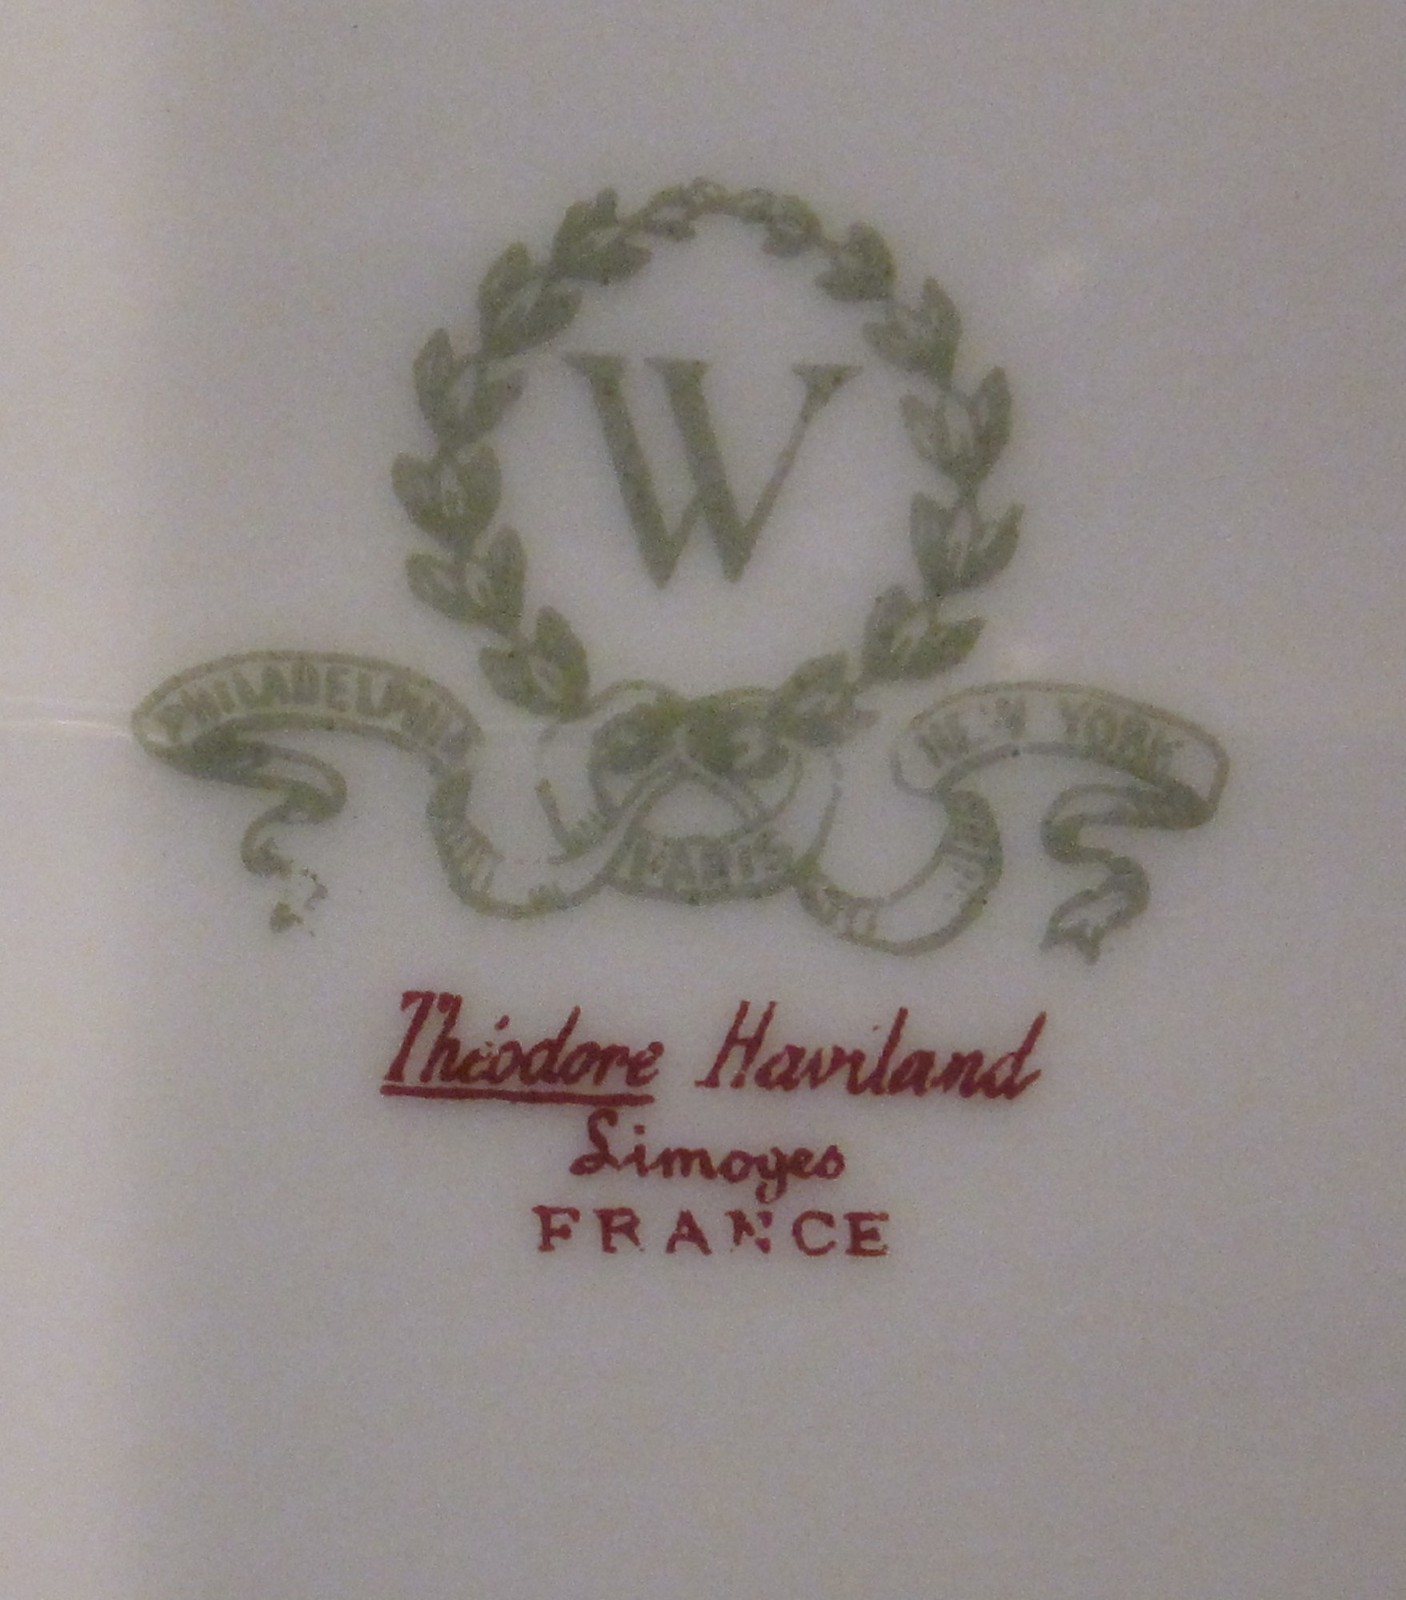 W
PHILADELPHIA
NEW YORK
PARIS
Théodore Haviland
Limoges
FRANCE